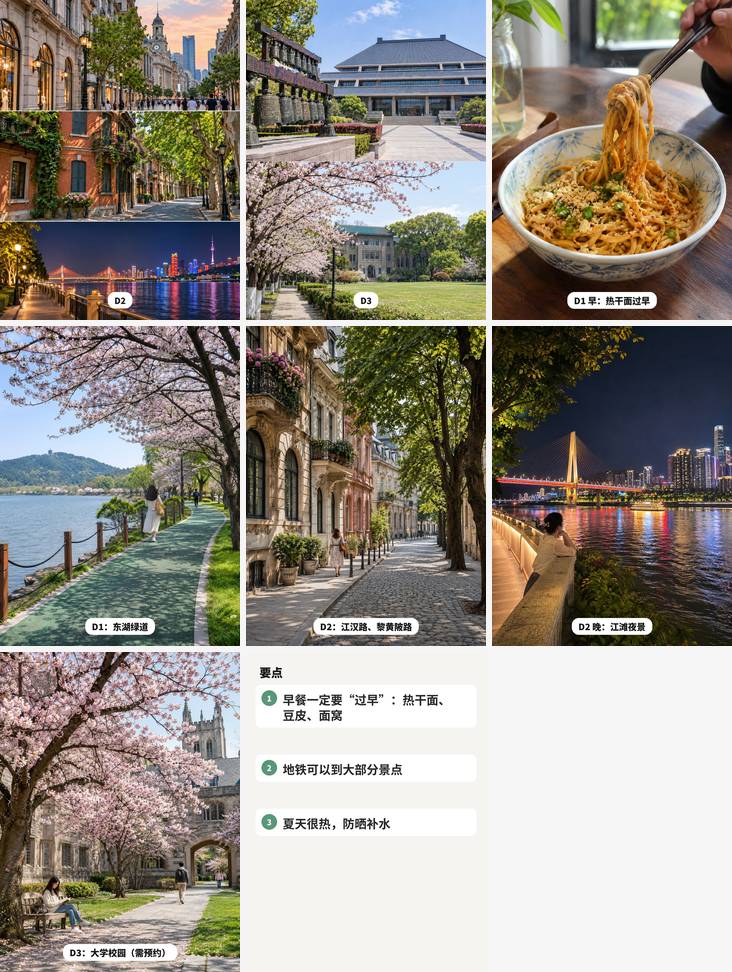 D2
D3
D1 早：热干面过早
D1：东湖绿道
D2：江汉路、黎黄陂路
D2 晚：江滩夜景
D3：大学校园（需预约）
要点
1 早餐一定要“过早”：热干面、
豆皮、面窝
2 地铁可以到大部分景点
3 夏天很热，防晒补水